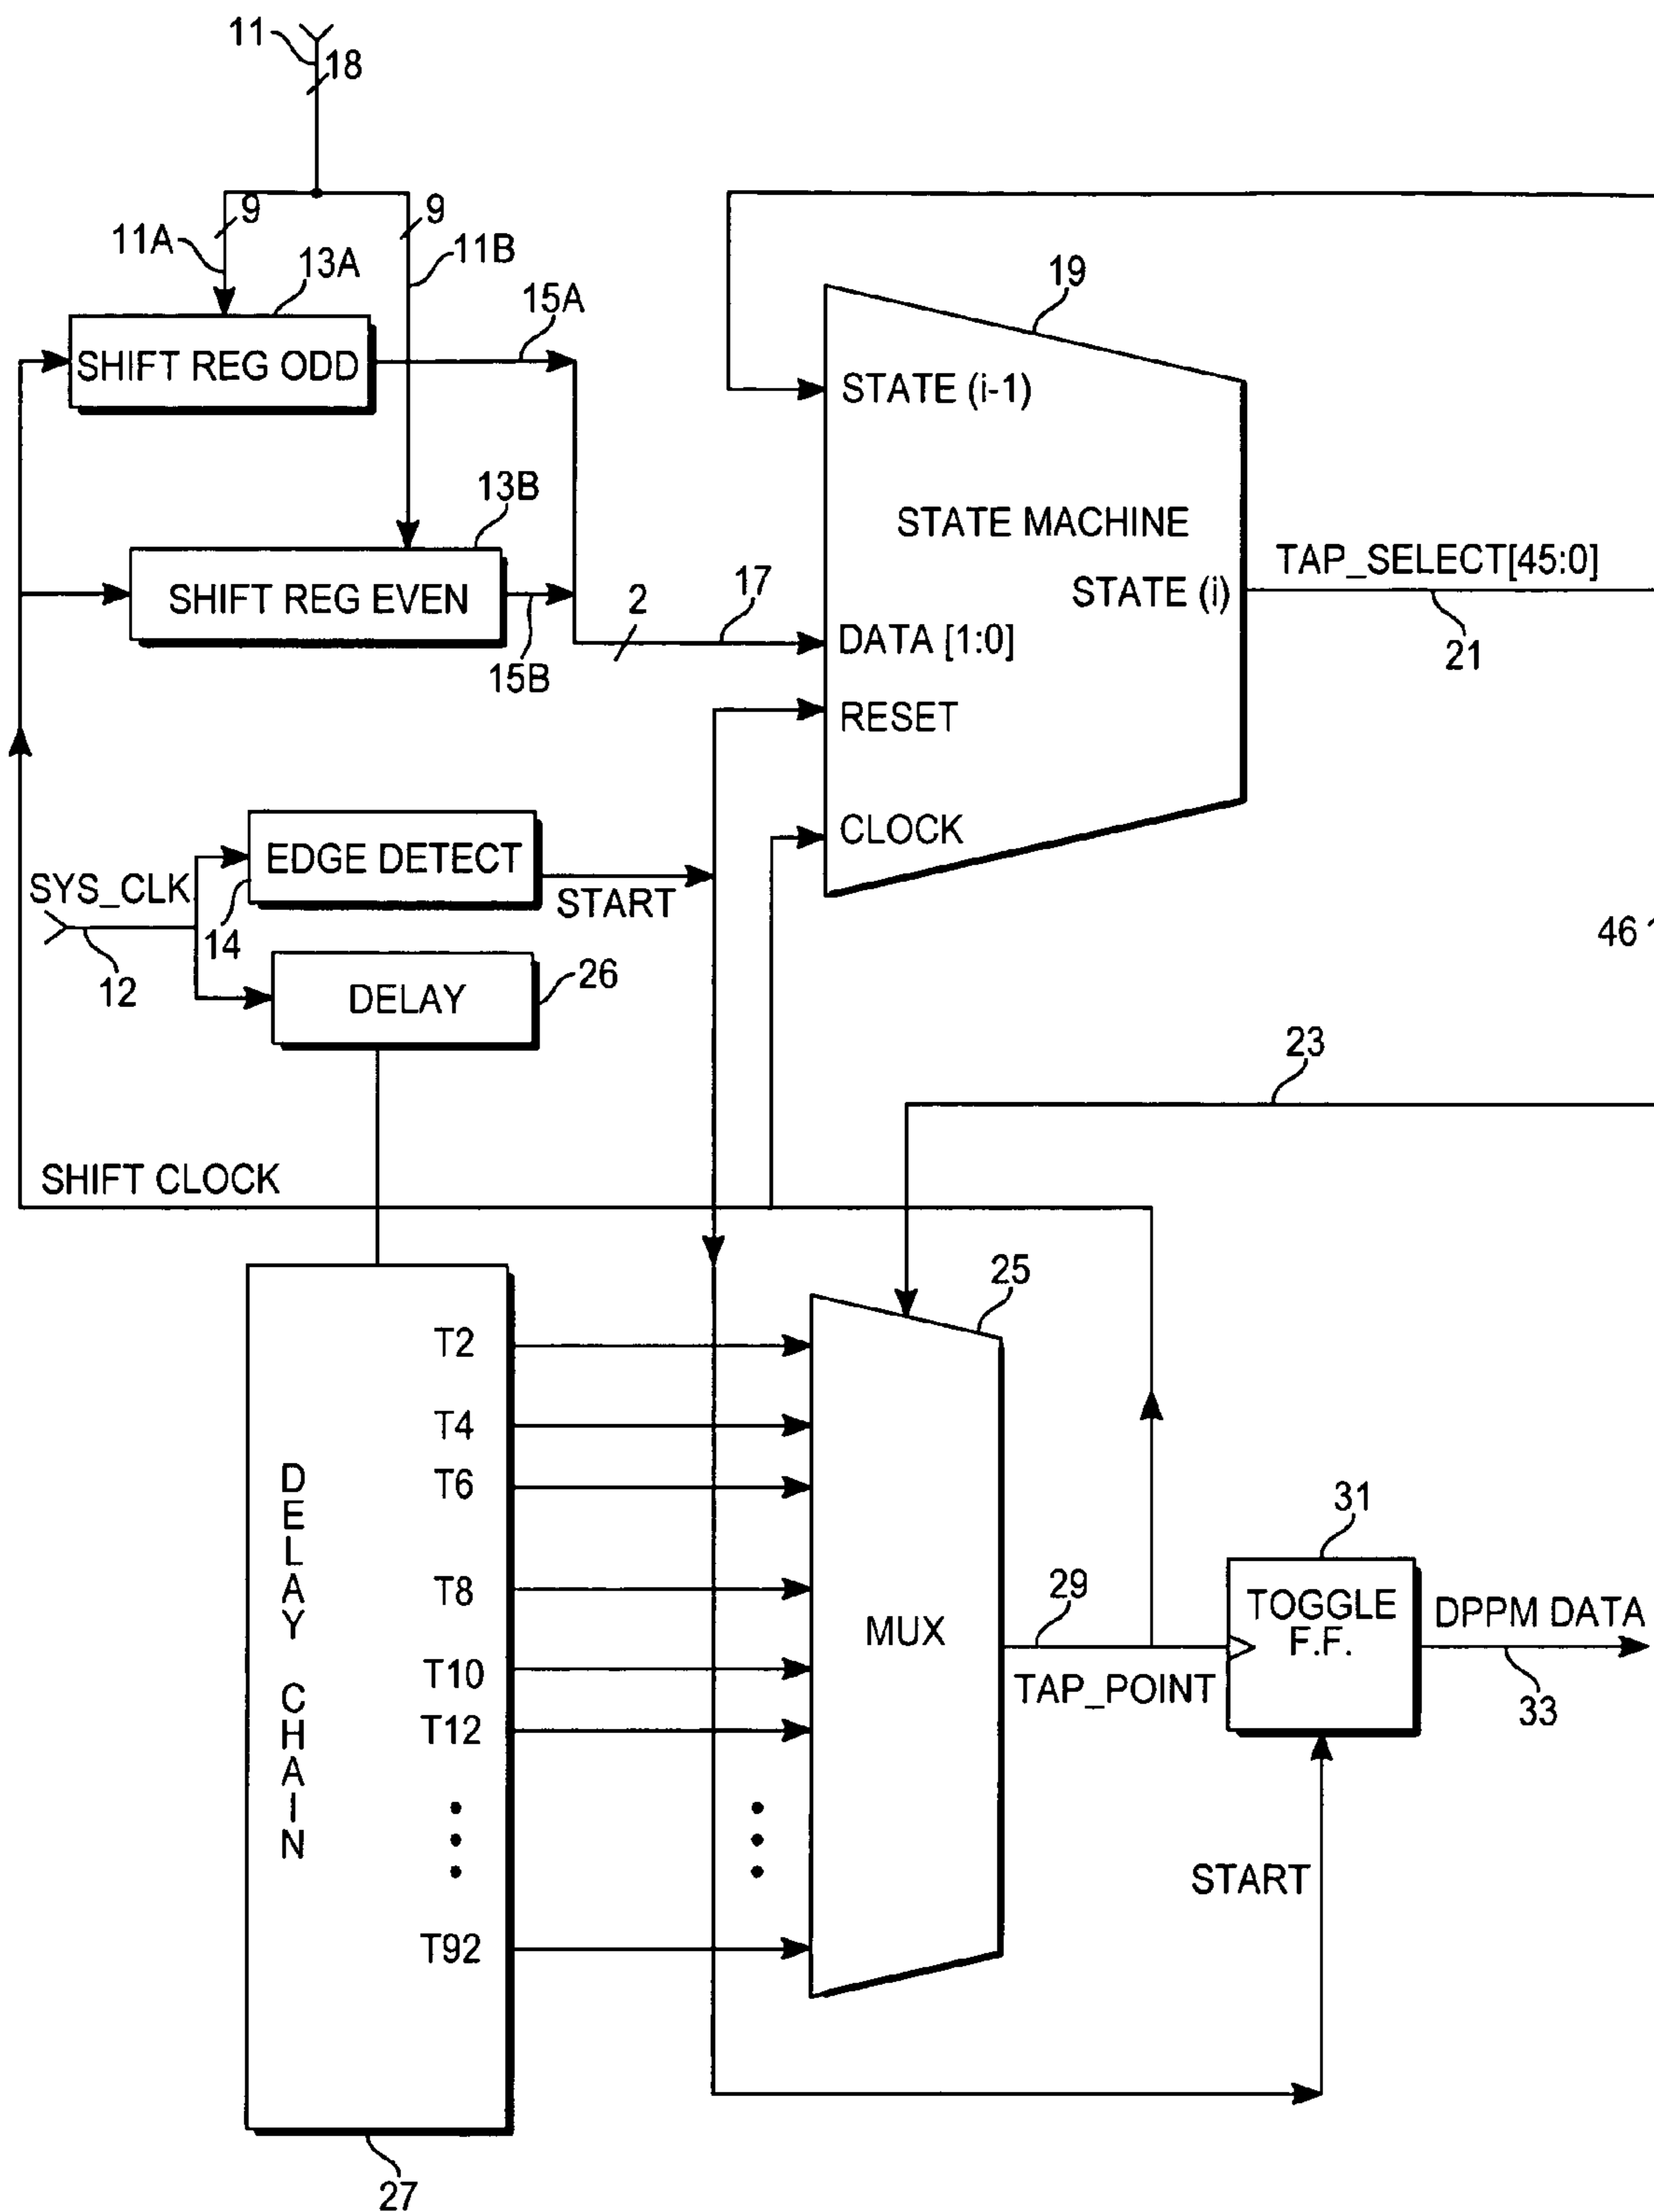 11
18
9
9
11A
13A
11B
15A
19
SHIFT REG ODD
STATE (i-1)
13B
STATE MACHINE
SHIFT REG EVEN
TAP_SELECT[45:0]
STATE (i)
2
17
DATA [1:0]
21
15B
RESET
CLOCK
EDGE DETECT
SYS_CLK
START
14
46
12
26
DELAY
23
SHIFT CLOCK
25
T2
T4
T6
DELAY CHAIN
31
T8
29
TOGGLE
F.F.
DPPM DATA
MUX
T10
TAP_POINT
33
T12
START
T92
27